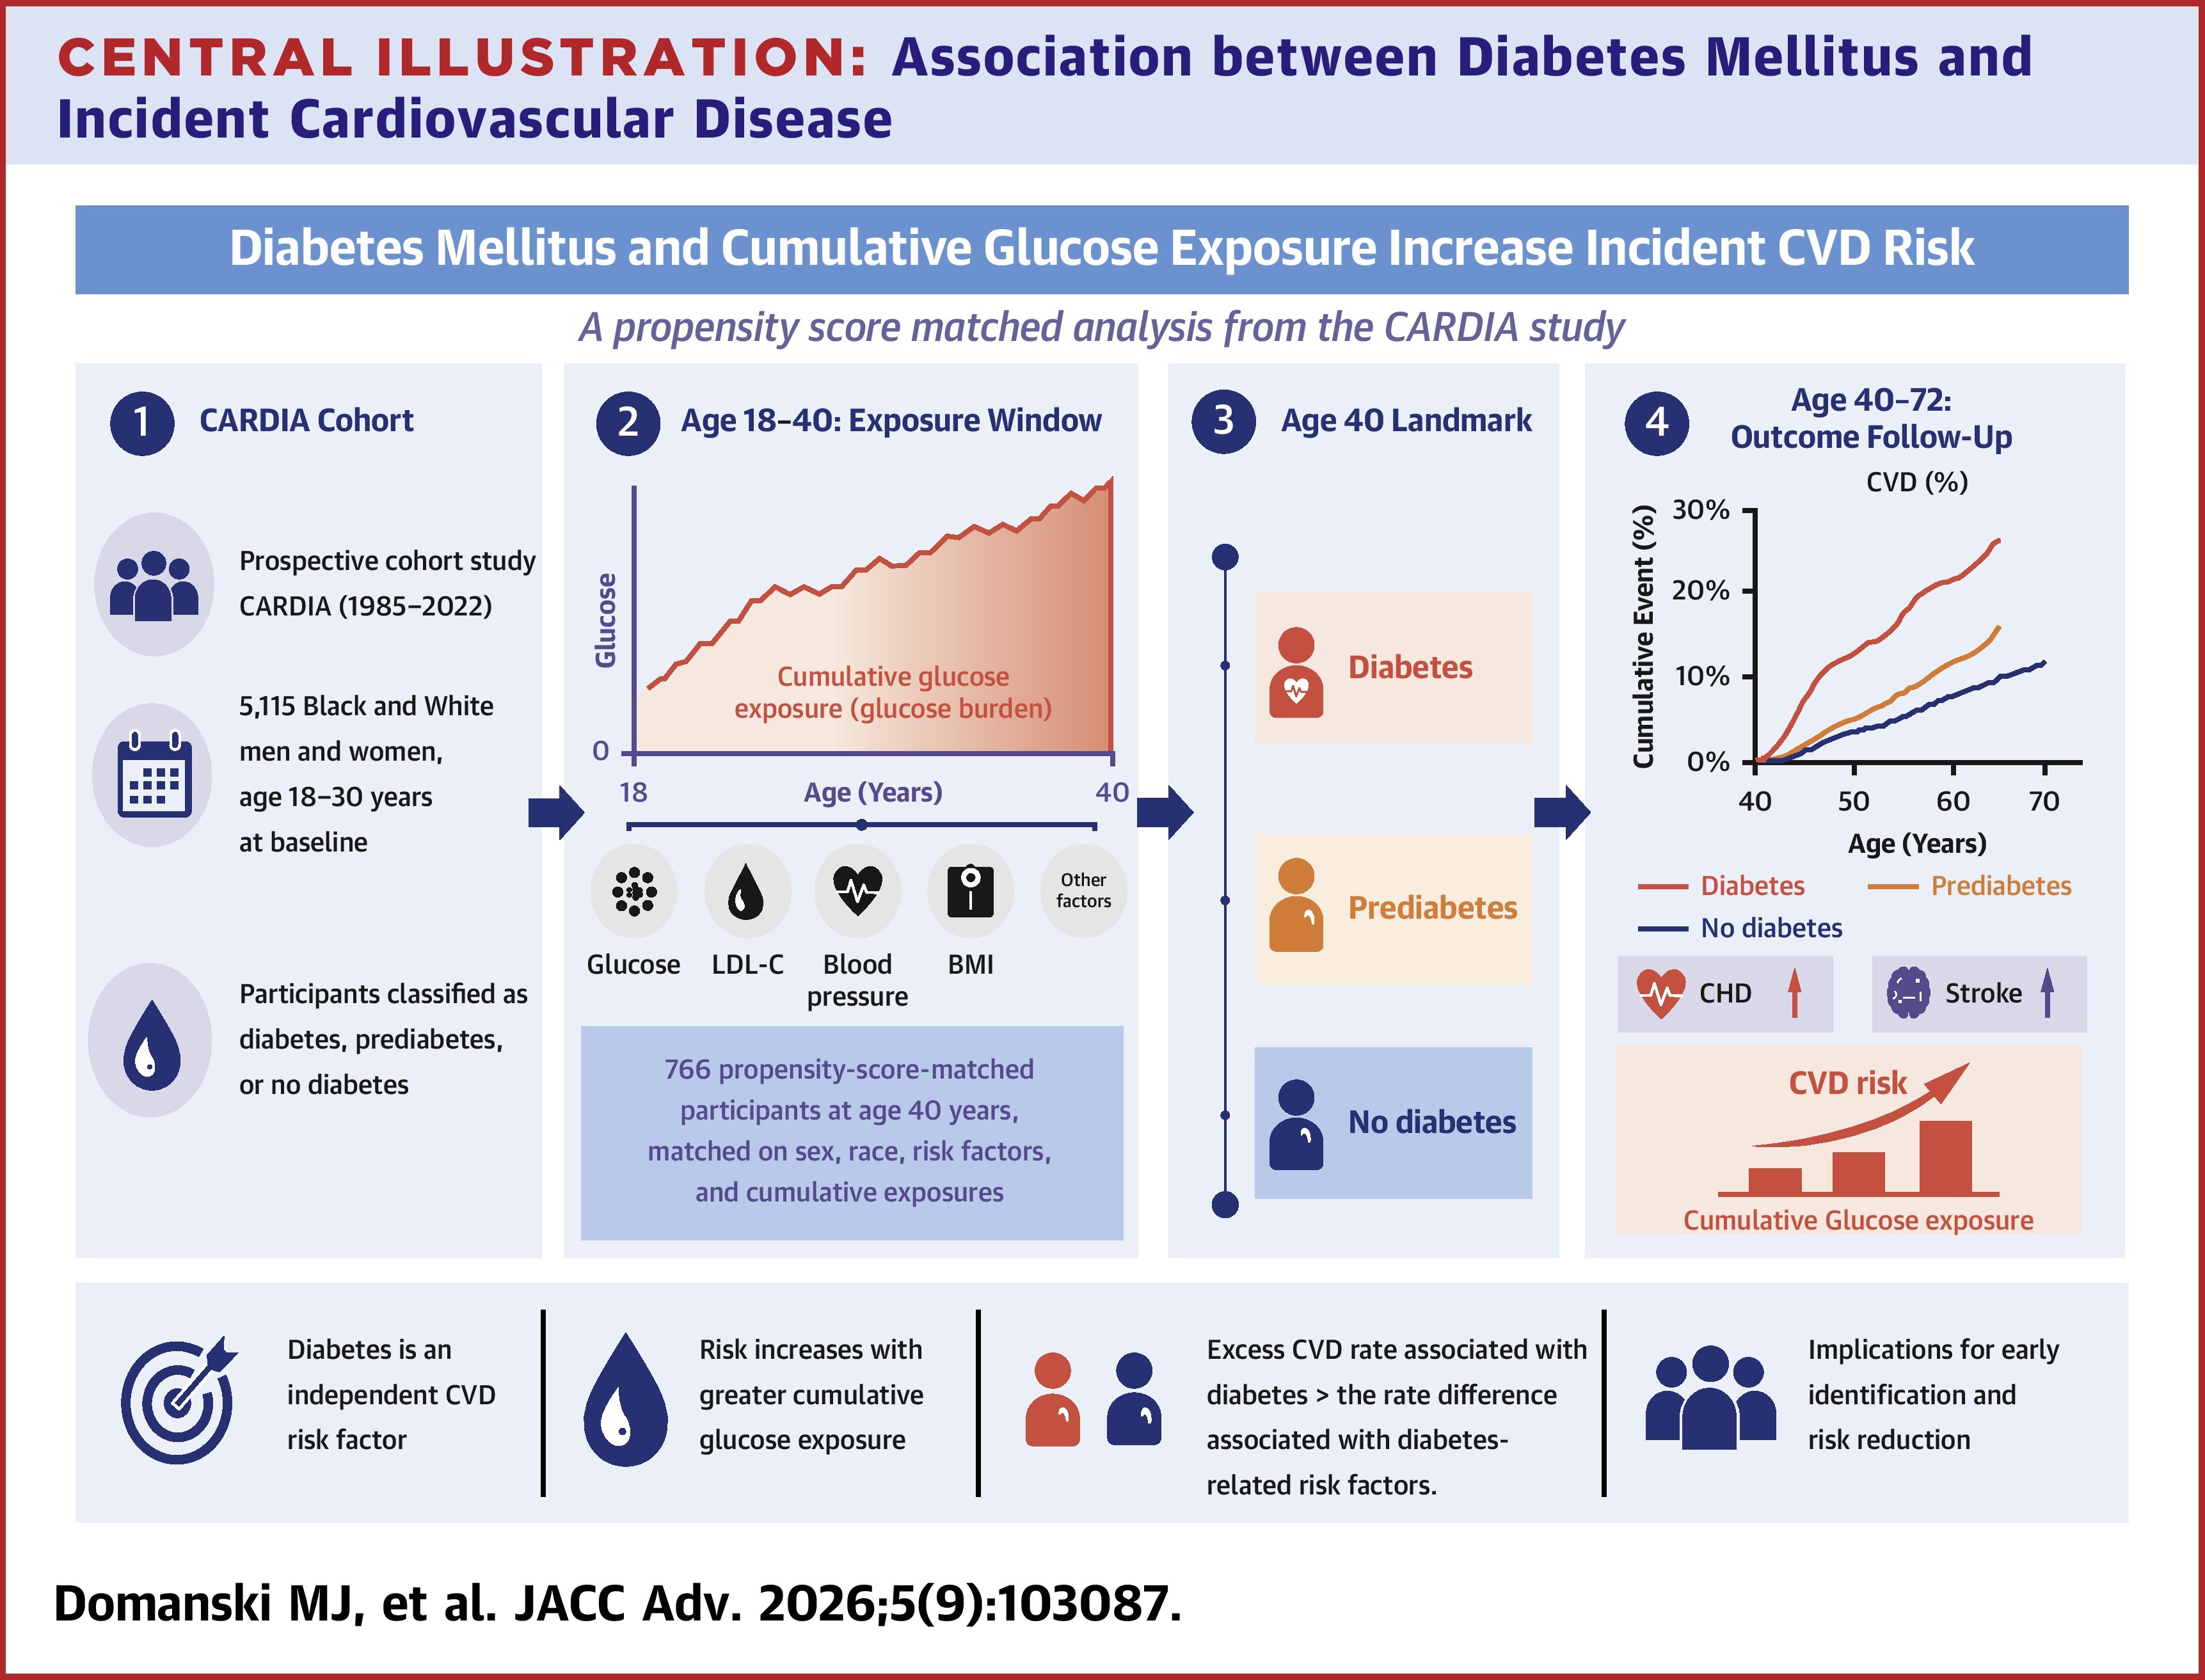 CENTRAL ILLUSTRATION: Association between Diabetes Mellitus and
Incident Cardiovascular Disease
Diabetes Mellitus and Cumulative Glucose Exposure Increase Incident CVD Risk
A propensity score matched analysis from the CARDIA study
1 CARDIA Cohort
Prospective cohort study
CARDIA (1985–2022)
5,115 Black and White
men and women,
age 18–30 years
at baseline
Participants classified as
diabetes, prediabetes,
or no diabetes
2 Age 18–40: Exposure Window
Glucose
Cumulative glucose
exposure (glucose burden)
0
18 Age (Years) 40
Other
factors
Glucose LDL-C Blood BMI
pressure
766 propensity-score-matched
participants at age 40 years,
matched on sex, race, risk factors,
and cumulative exposures
3 Age 40 Landmark
Diabetes
Prediabetes
No diabetes
4 Age 40–72:
Outcome Follow-Up
CVD (%)
Cumulative Event (%)
30%
20%
10%
0%
40 50 60 70
Age (Years)
Diabetes Prediabetes
No diabetes
CHD Stroke
CVD risk
Cumulative Glucose exposure
Diabetes is an
independent CVD
risk factor
Risk increases with
greater cumulative
glucose exposure
Excess CVD rate associated with
diabetes > the rate difference
associated with diabetes-
related risk factors.
Implications for early
identification and
risk reduction
Domanski MJ, et al. JACC Adv. 2026;5(9):103087.